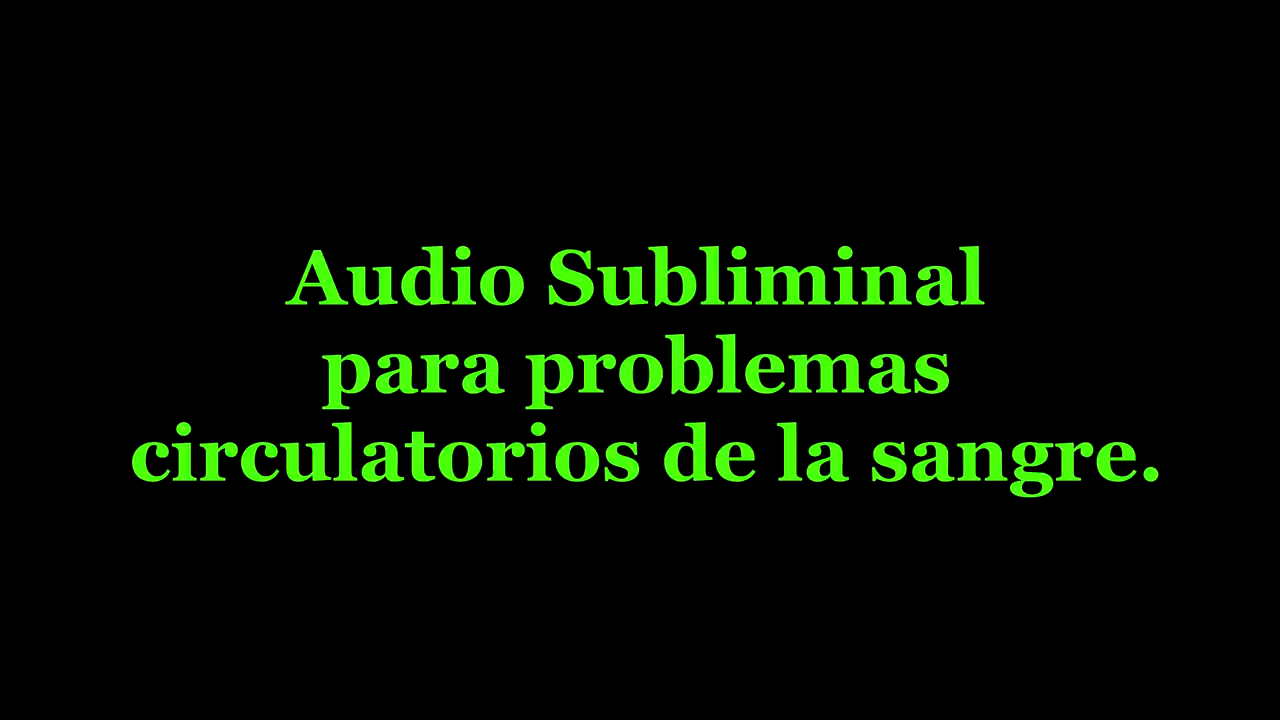 Audio Subliminal
para problemas
circulatorios de la sangre.